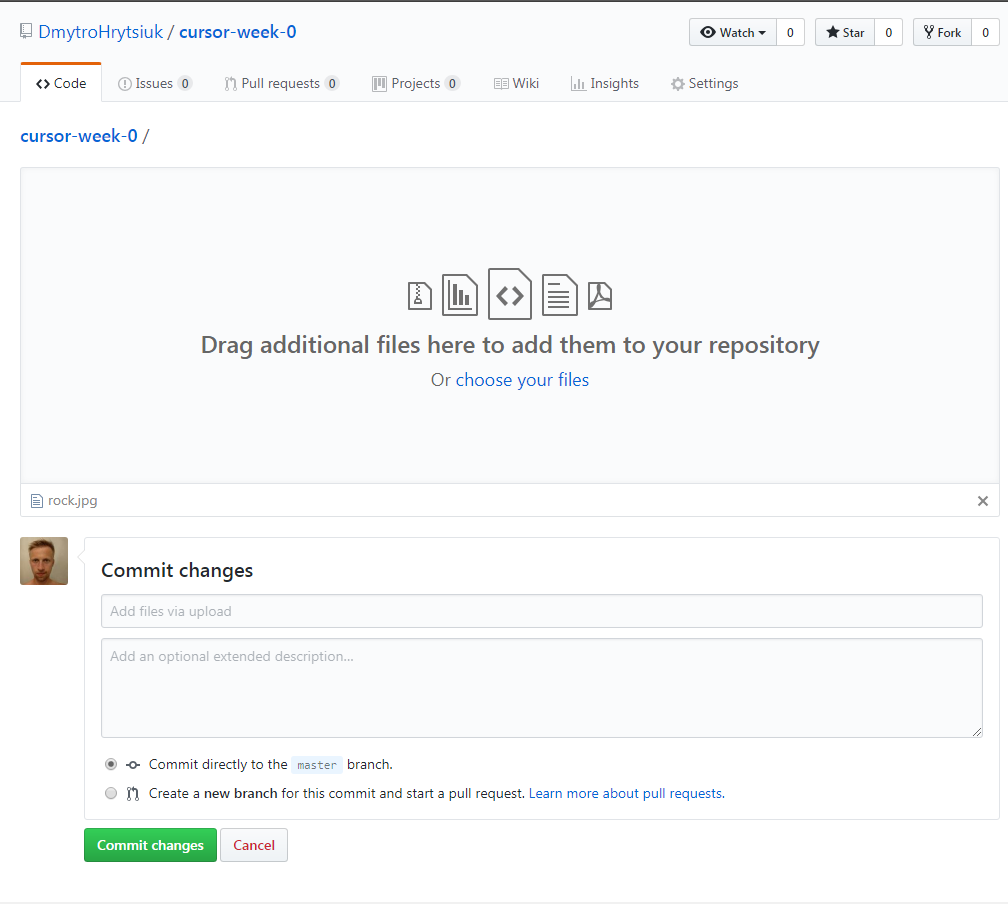 DmytroHrytsiuk / cursor-week-0 Watch 0 Star 0 Fork 0
Code Issues 0 Pull requests 0 Projects 0 Wiki Insights Settings
cursor-week-0 /
Drag additional files here to add them to your repository
Or choose your files
rock.jpg
Commit changes
Add files via upload
Add an optional extended description...
Commit directly to the master branch.
Create a new branch for this commit and start a pull request. Learn more about pull requests.
Commit changes Cancel